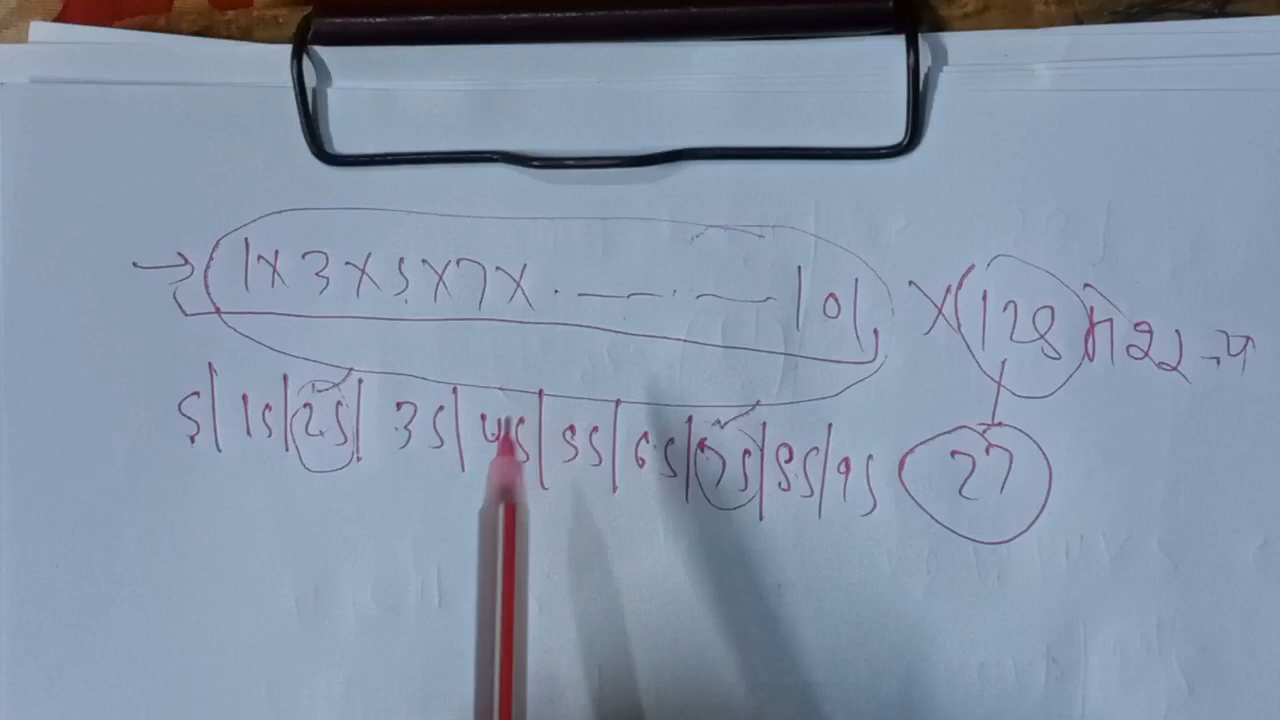 → 1 X 3 X 5 X 7 X . — — 101 X (128
5 | 15 | 25 | 35 | 45 | 55 | 65 | 75 | 85 | 95 27